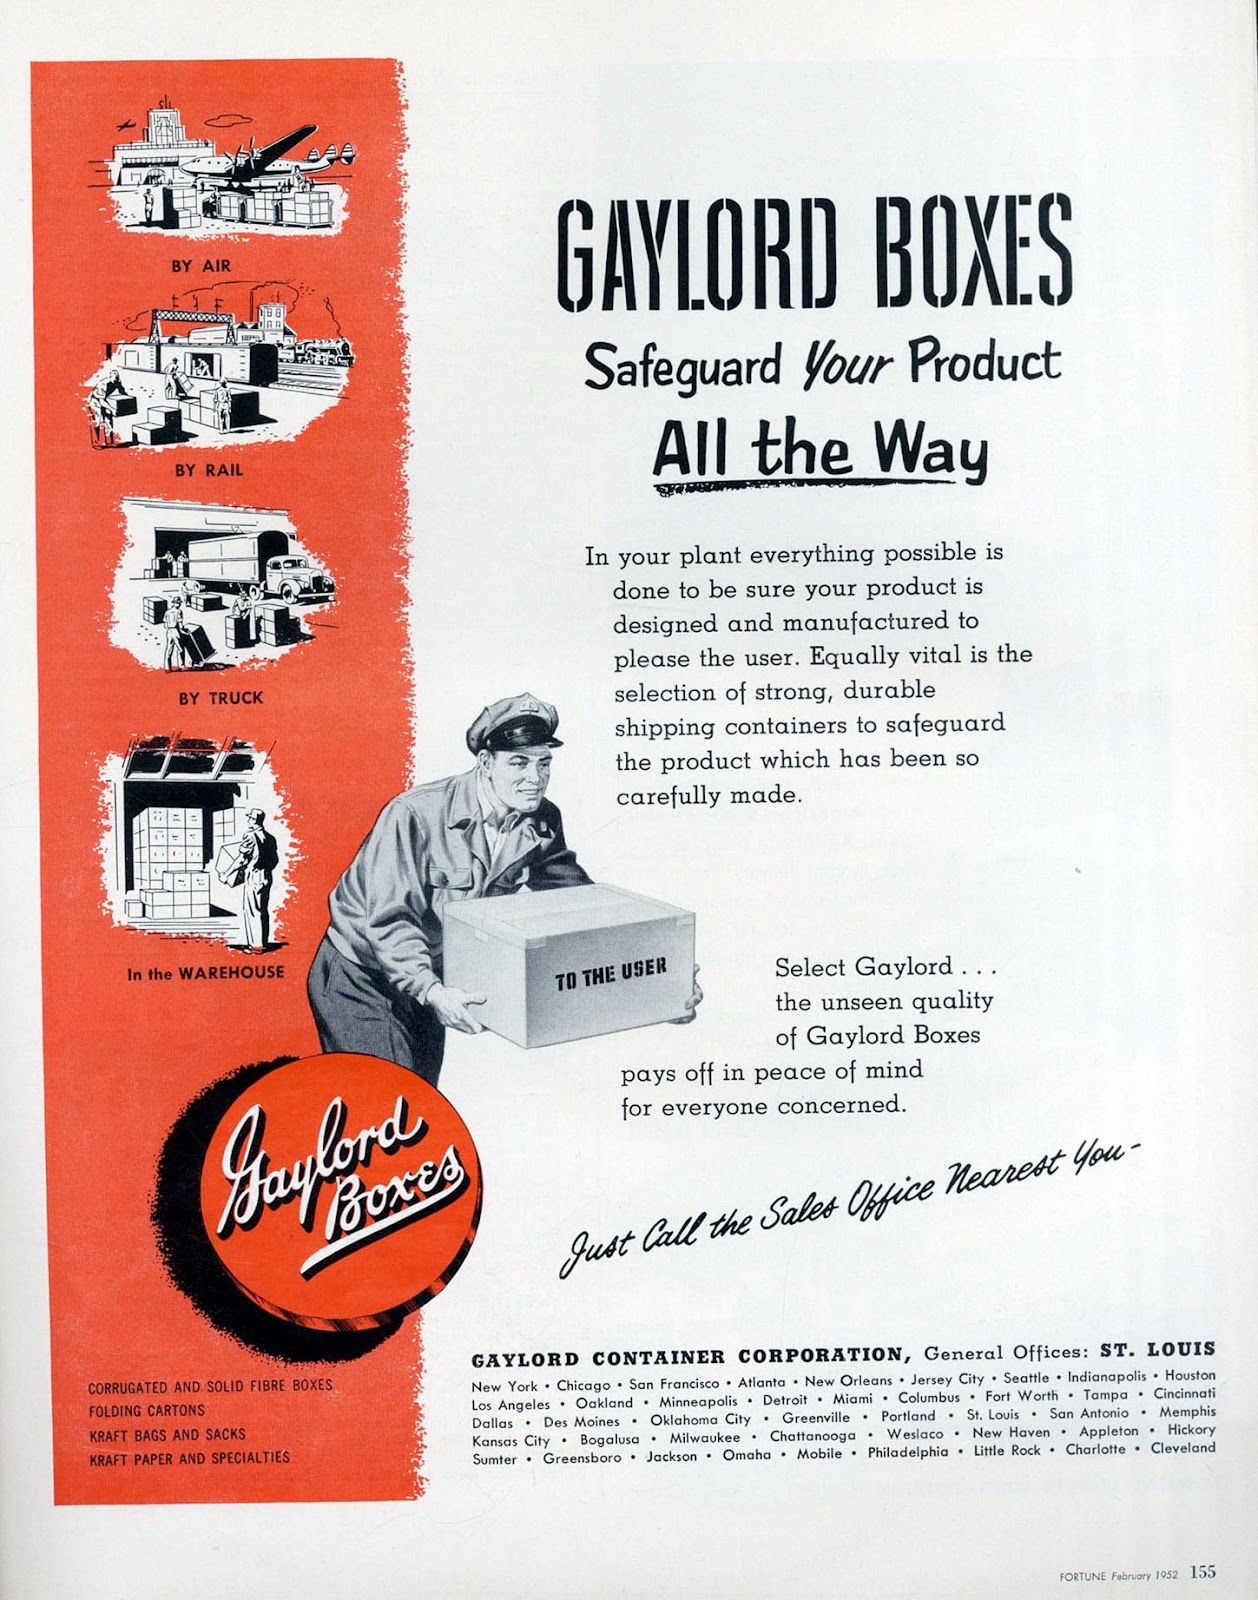 BY AIR
BY RAIL
BY TRUCK
In the WAREHOUSE
GAYLORD BOXES
Safeguard Your Product
All the Way
In your plant everything possible is
done to be sure your product is
designed and manufactured to
please the user. Equally vital is the
selection of strong, durable
shipping containers to safeguard
the product which has been so
carefully made.
TO THE USER
Select Gaylord . . .
the unseen quality
of Gaylord Boxes
pays off in peace of mind
for everyone concerned.
Just Call the Sales Office Nearest You-
Gaylord
Boxes
CORRUGATED AND SOLID FIBRE BOXES
FOLDING CARTONS
KRAFT BAGS AND SACKS
KRAFT PAPER AND SPECIALTIES
GAYLORD CONTAINER CORPORATION, General Offices: ST. LOUIS
New York • Chicago • San Francisco • Atlanta • New Orleans • Jersey City • Seattle • Indianapolis • Houston
Los Angeles • Oakland • Minneapolis • Detroit • Miami • Columbus • Fort Worth • Tampa • Cincinnati
Dallas • Des Moines • Oklahoma City • Greenville • Portland • St. Louis • San Antonio • Memphis
Kansas City • Bogalusa • Milwaukee • Chattanooga • Weslaco • New Haven • Appleton • Hickory
Sumter • Greensboro • Jackson • Omaha • Mobile • Philadelphia • Little Rock • Charlotte • Cleveland
FORTUNE February 1952 155